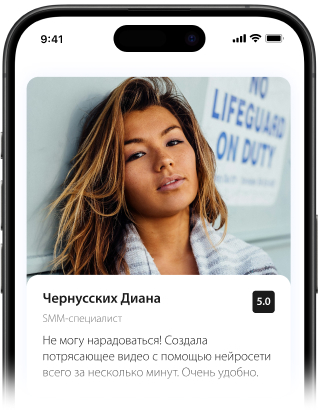 9:41
NO
LIFEGUARD
ON DUTY
Чернусских Диана
5.0
SMM-специалист
Не могу нарадоваться! Создала
потрясающее видео с помощью нейросети
всего за несколько минут. Очень удобно.